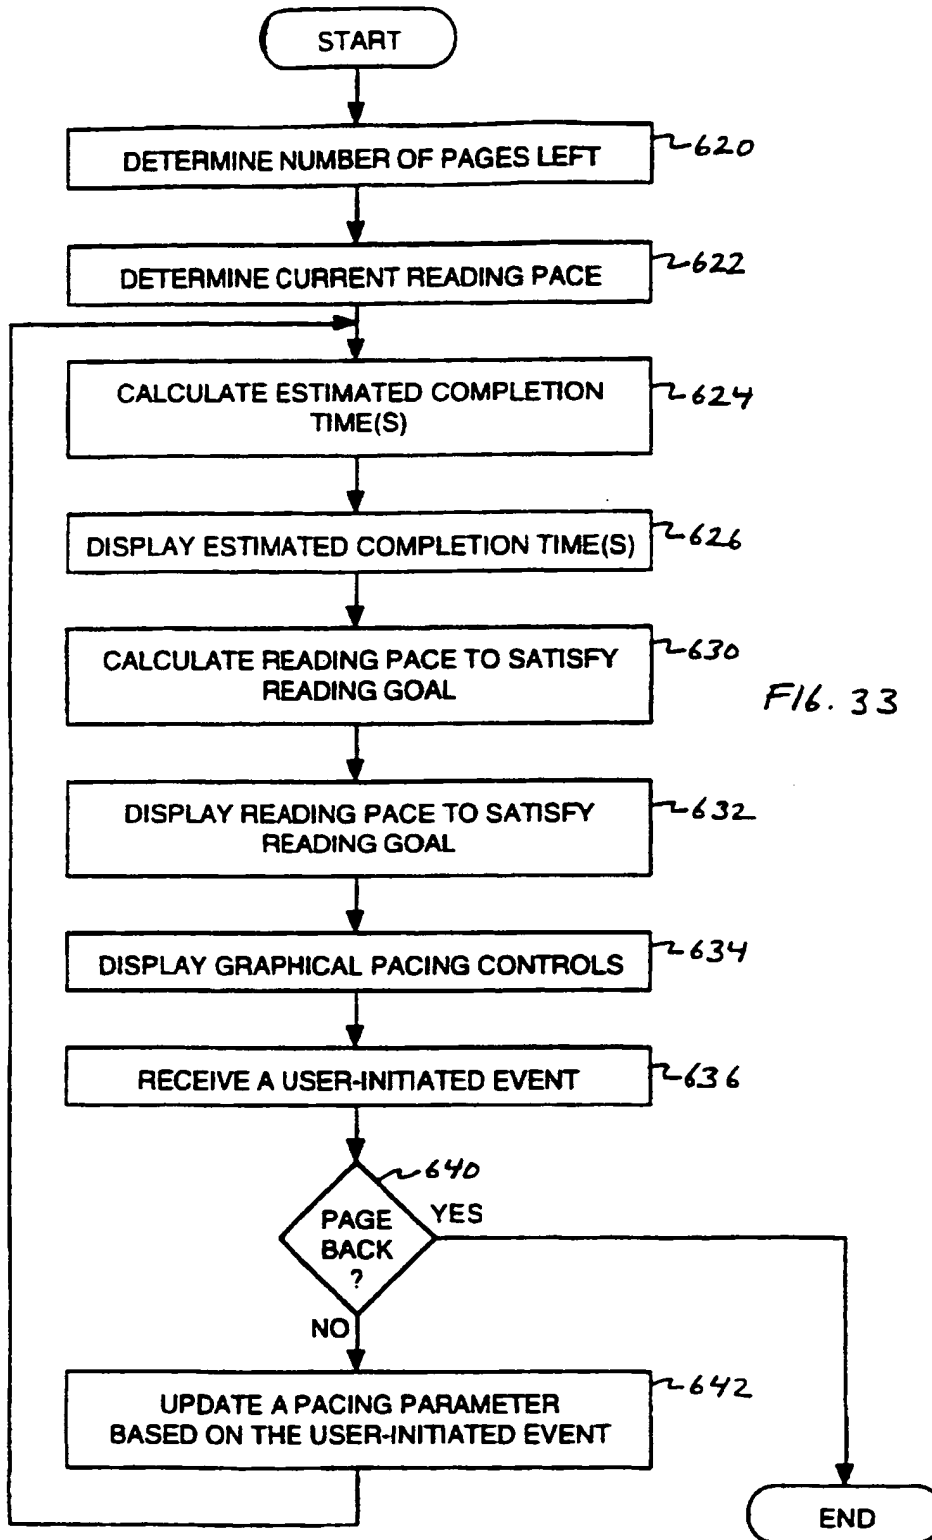 START
DETERMINE NUMBER OF PAGES LEFT
620
DETERMINE CURRENT READING PACE
622
CALCULATE ESTIMATED COMPLETION
TIME(S)
624
DISPLAY ESTIMATED COMPLETION TIME(S)
626
CALCULATE READING PACE TO SATISFY
READING GOAL
630
FIG. 33
DISPLAY READING PACE TO SATISFY
READING GOAL
632
DISPLAY GRAPHICAL PACING CONTROLS
634
RECEIVE A USER-INITIATED EVENT
636
640
PAGE
BACK
?
YES
NO
UPDATE A PACING PARAMETER
BASED ON THE USER-INITIATED EVENT
642
END